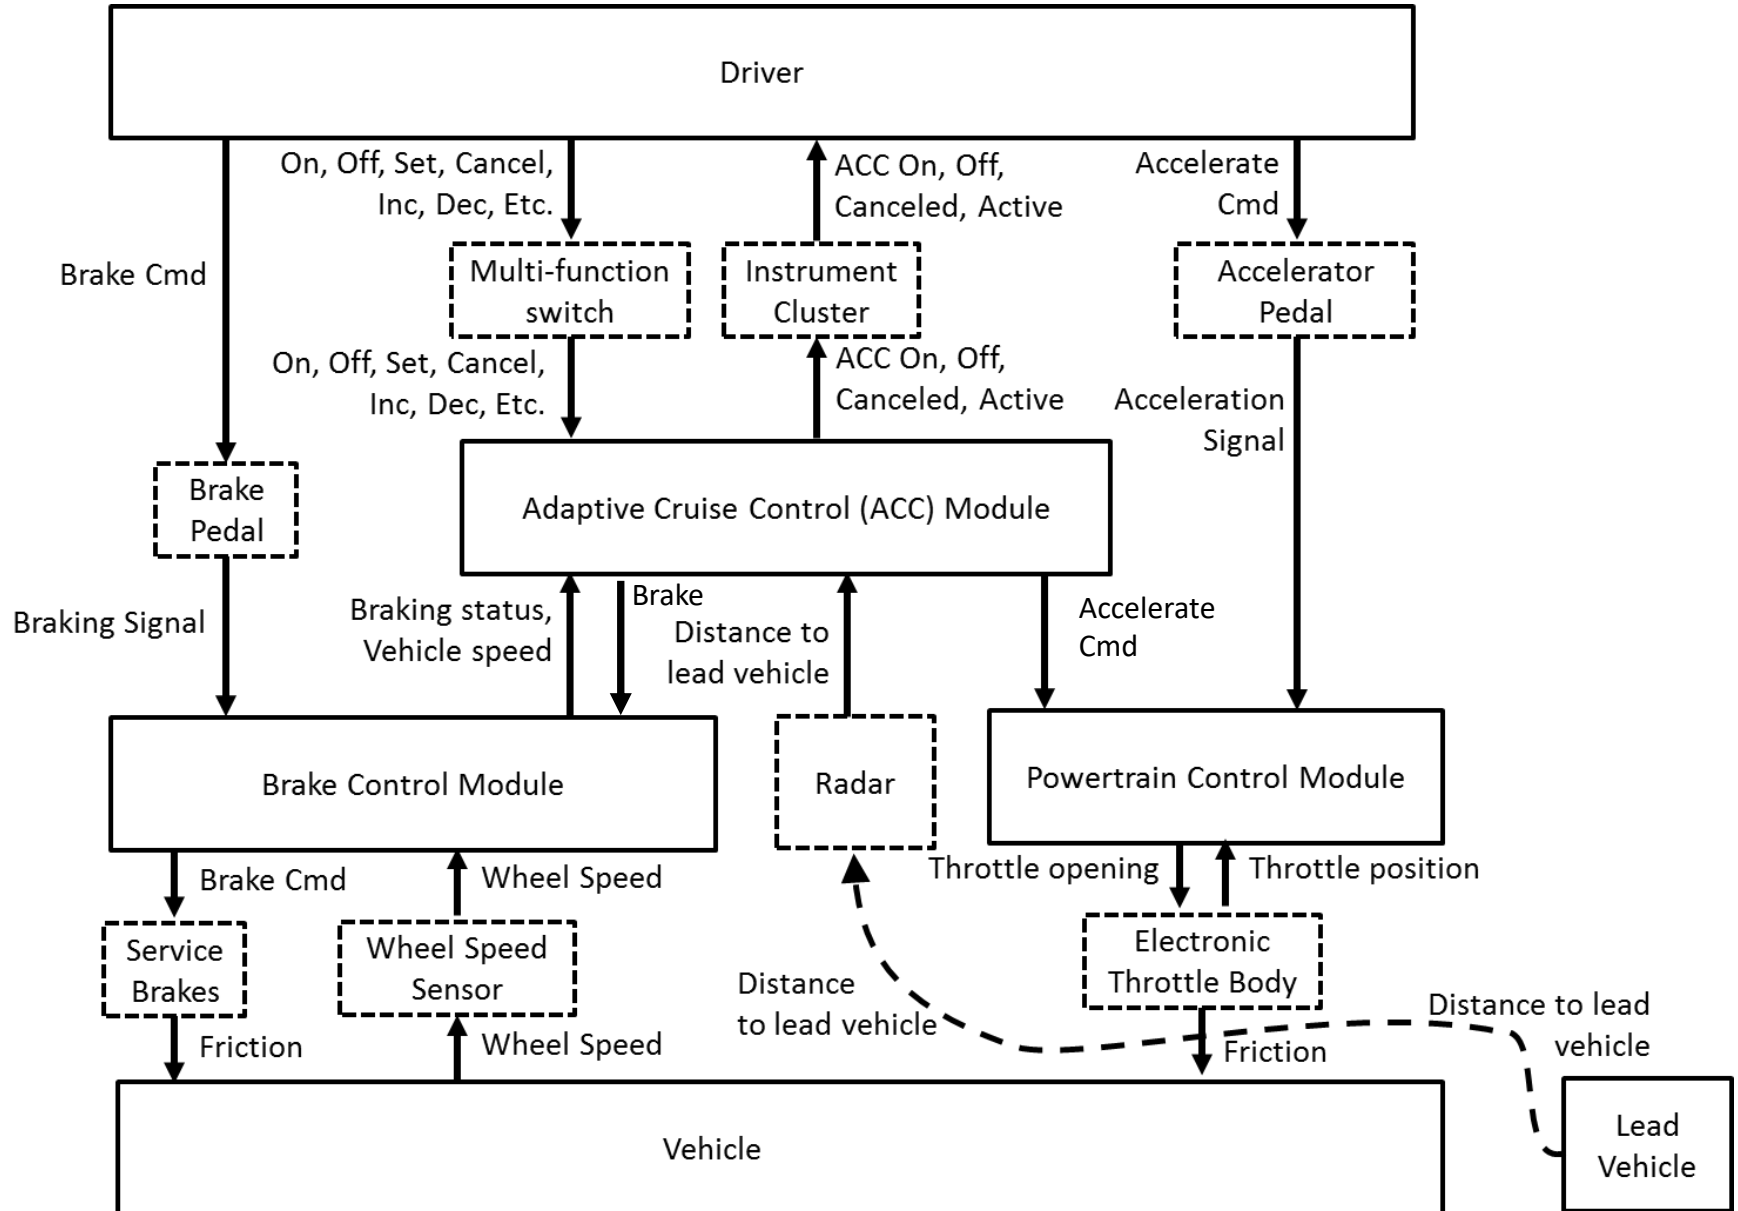 Driver
On, Off, Set, Cancel,
Inc, Dec, Etc.
ACC On, Off,
Canceled, Active
Accelerate
Cmd
Brake Cmd
Multi-function
switch
Instrument
Cluster
Accelerator
Pedal
On, Off, Set, Cancel,
Inc, Dec, Etc.
ACC On, Off,
Canceled, Active
Acceleration
Signal
Brake
Pedal
Adaptive Cruise Control (ACC) Module
Braking Signal
Braking status,
Vehicle speed
Brake
Distance to
lead vehicle
Accelerate
Cmd
Brake Control Module
Radar
Powertrain Control Module
Brake Cmd
Wheel Speed
Throttle opening
Throttle position
Service
Brakes
Wheel Speed
Sensor
Electronic
Throttle Body
Distance
to lead vehicle
Distance to lead
vehicle
Friction
Wheel Speed
Friction
Vehicle
Lead
Vehicle